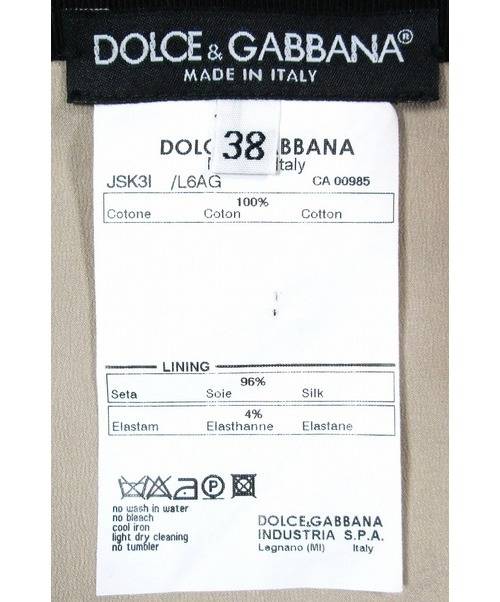 DOLCE & GABBANA®
MADE IN ITALY
38
DOLC ABBANA
Italy
JSK3I /L6AG CA 00985
100%
Cotone Coton Cotton
LINING
96%
Seta Soie Silk
4%
Elastam Elasthanne Elastane
A P
no wash in water
no bleach
cool iron
light dry cleaning
no tumbler
DOLCE&GABBANA
INDUSTRIA S.P.A.
Legnano (MI) Italy